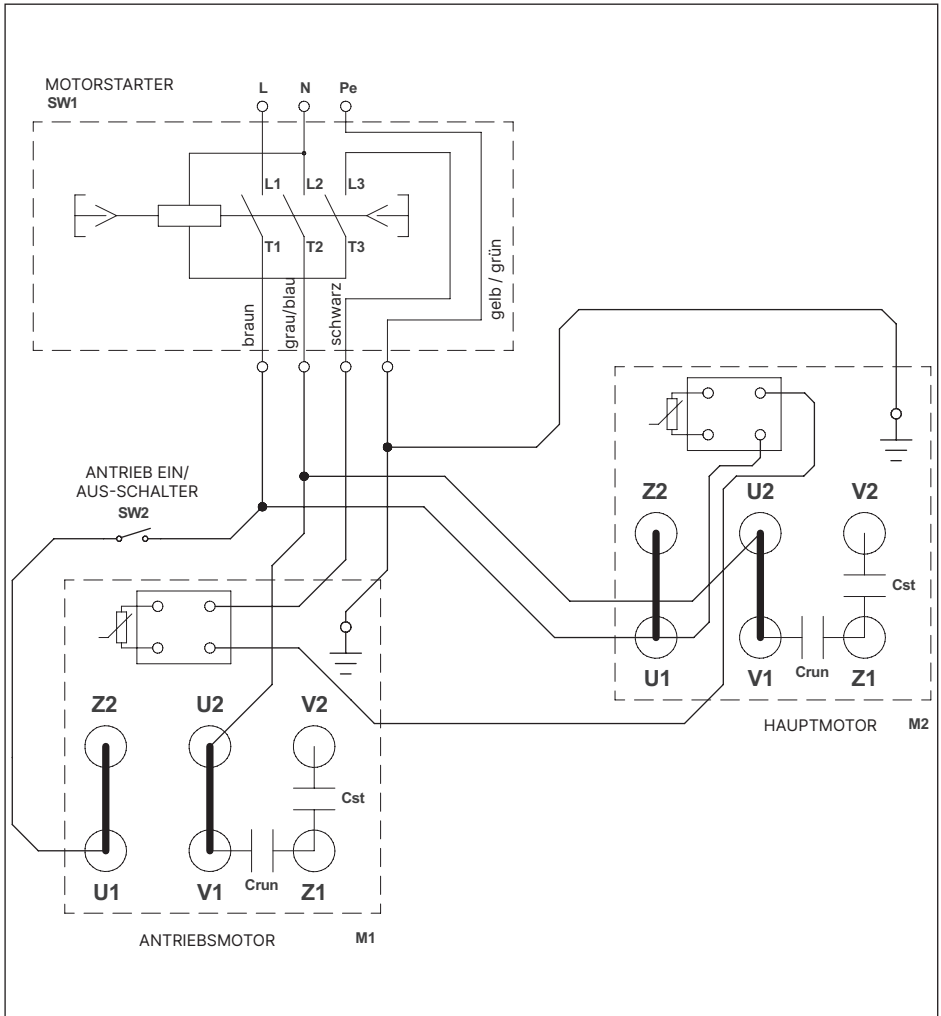 MOTORSTARTER
SW1
L N Pe
L1 L2 L3
T1 T2 T3
braun
grau/blau
schwarz
gelb / grün
ANTRIEB EIN/
AUS-SCHALTER
SW2
Z2 U2 V2
Cst
Crun
U1 V1 Z1
HAUPTMOTOR M2
Z2 U2 V2
Cst
Crun
U1 V1 Z1
ANTRIEBSMOTOR M1